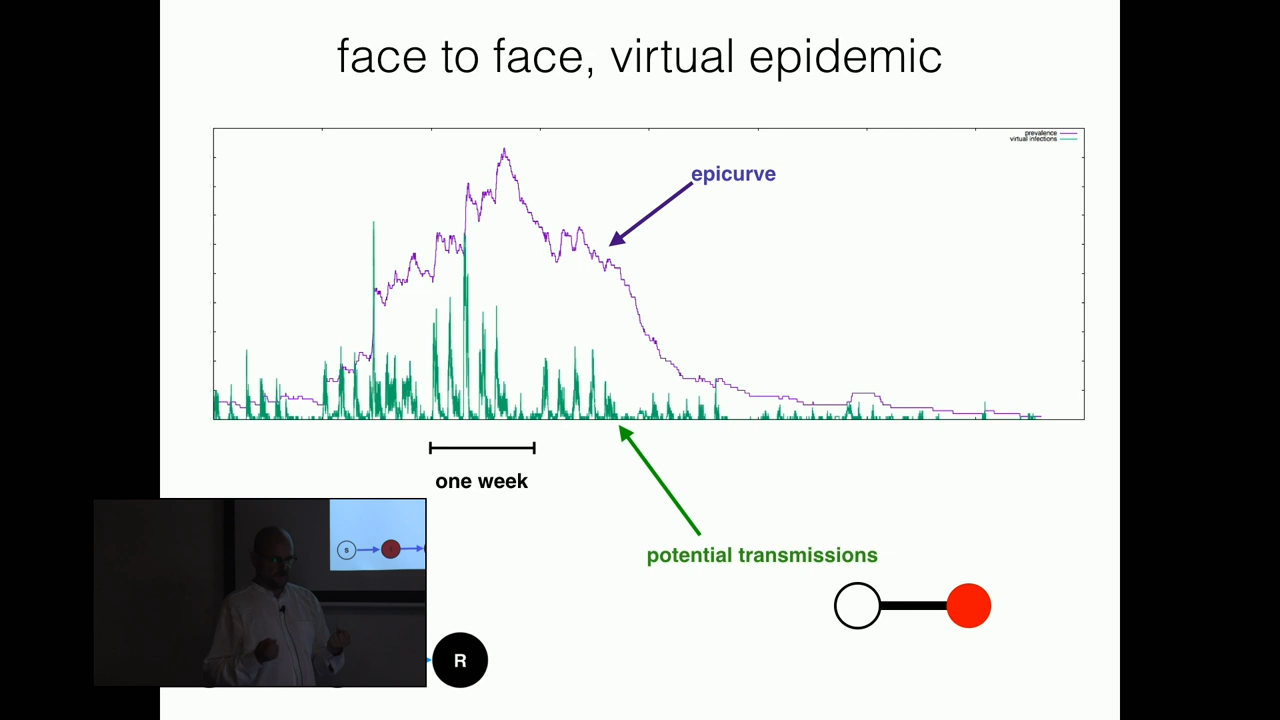 face to face, virtual epidemic
prevalence
virtual infections
epicurve
one week
potential transmissions
S
R